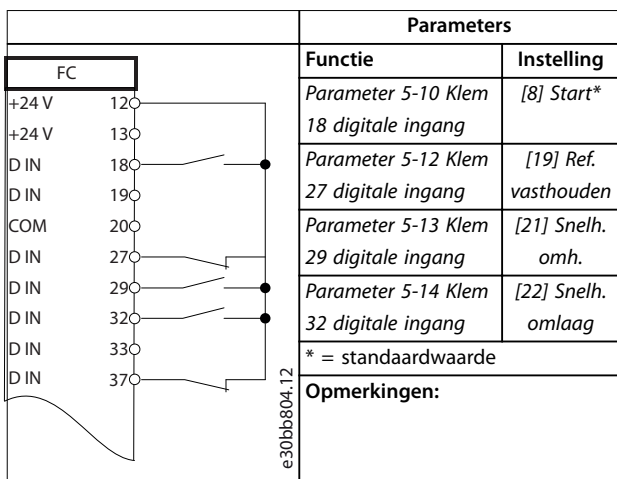 FC
+24 V 12
+24 V 13
D IN 18
D IN 19
COM 20
D IN 27
D IN 29
D IN 32
D IN 33
D IN 37
e30bb804.12
Parameters
Functie Instelling
Parameter 5-10 Klem [8] Start*
18 digitale ingang
Parameter 5-12 Klem [19] Ref.
27 digitale ingang vasthouden
Parameter 5-13 Klem [21] Snelh.
29 digitale ingang omh.
Parameter 5-14 Klem [22] Snelh.
32 digitale ingang omlaag
* = standaardwaarde
Opmerkingen: